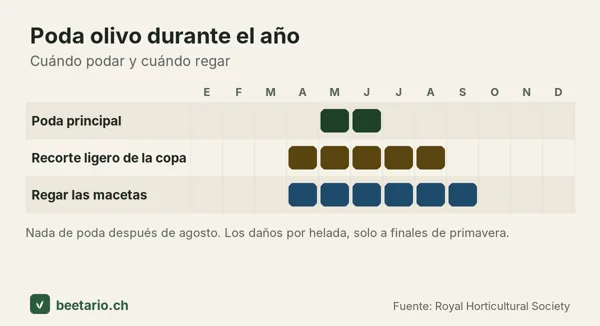 Poda olivo durante el año
Cuándo podar y cuándo regar
E F M A M J J A S O N D
Poda principal
Recorte ligero de la copa
Regar las macetas
Nada de poda después de agosto. Los daños por helada, solo a finales de primavera.
beetario.ch
Fuente: Royal Horticultural Society